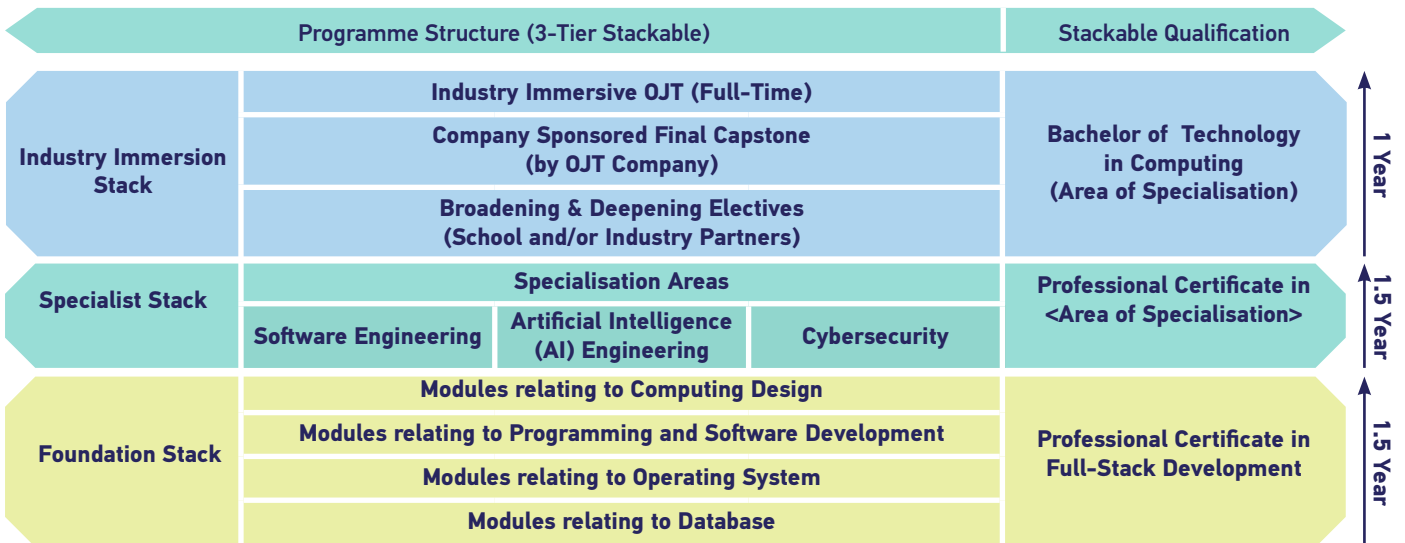 Programme Structure (3-Tier Stackable)
Stackable Qualification
Industry Immersion
Stack
Industry Immersive OJT (Full-Time)
Company Sponsored Final Capstone
(by OJT Company)
Broadening & Deepening Electives
(School and/or Industry Partners)
Bachelor of Technology
in Computing
(Area of Specialisation)
1 Year
Specialist Stack
Specialisation Areas
Software Engineering
Artificial Intelligence
(AI) Engineering
Cybersecurity
Professional Certificate in
<Area of Specialisation>
1.5 Year
Foundation Stack
Modules relating to Computing Design
Modules relating to Programming and Software Development
Modules relating to Operating System
Modules relating to Database
Professional Certificate in
Full-Stack Development
1.5 Year